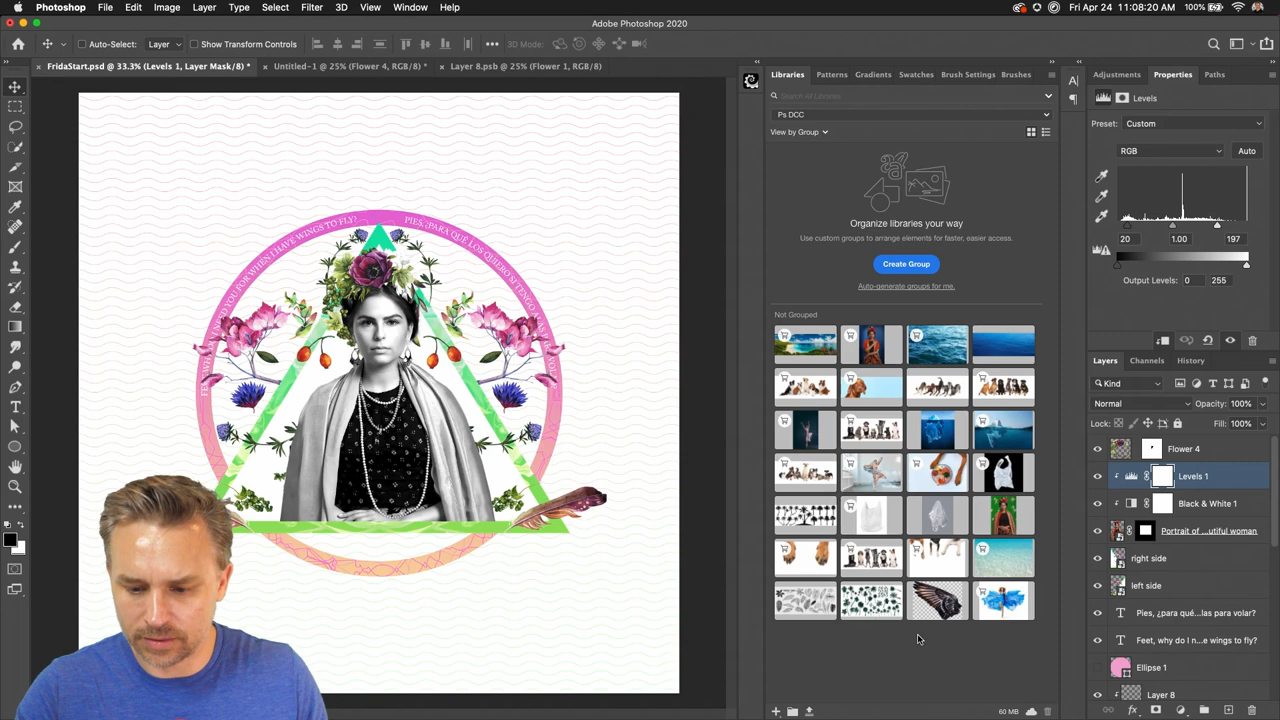 Photoshop File Edit Image Layer Type Select Filter 3D View Window Help 100% Fri Apr 24 11:08:20 AM
Adobe Photoshop 2020
Auto-Select: Layer Show Transform Controls 3D Mode:
FridaStart.psd @ 33.3% (Levels 1, Layer Mask/8) * Untitled-1 @ 25% (Flower 4, RGB/8) * Layer 8.psb @ 25% (Flower 1, RGB/8)
Libraries Patterns Gradients Swatches Brush Settings Brushes
Search All Libraries
Ps DCC
View by Group
Organize libraries your way
Use custom groups to arrange elements for faster, easier access.
Create Group
Auto-generate groups for me.
Not Grouped
60 MB
NEED YOU FOR WHEN I HAVE WINGS TO FLY?
PIES, ¿PARA QUÉ LOS QUIERO SI TENGO
Adjustments Properties Paths
Levels
Preset: Custom
RGB Auto
20 1.00 197
Output Levels: 0 255
Layers Channels History
Kind
Normal Opacity: 100%
Lock: Fill: 100%
Flower 4
Levels 1
Black & White 1
Portrait of ...utiful woman
right side
left side
Pies, ¿para qué...las para volar?
Feet, why do I n...e wings to fly?
Ellipse 1
Layer 8